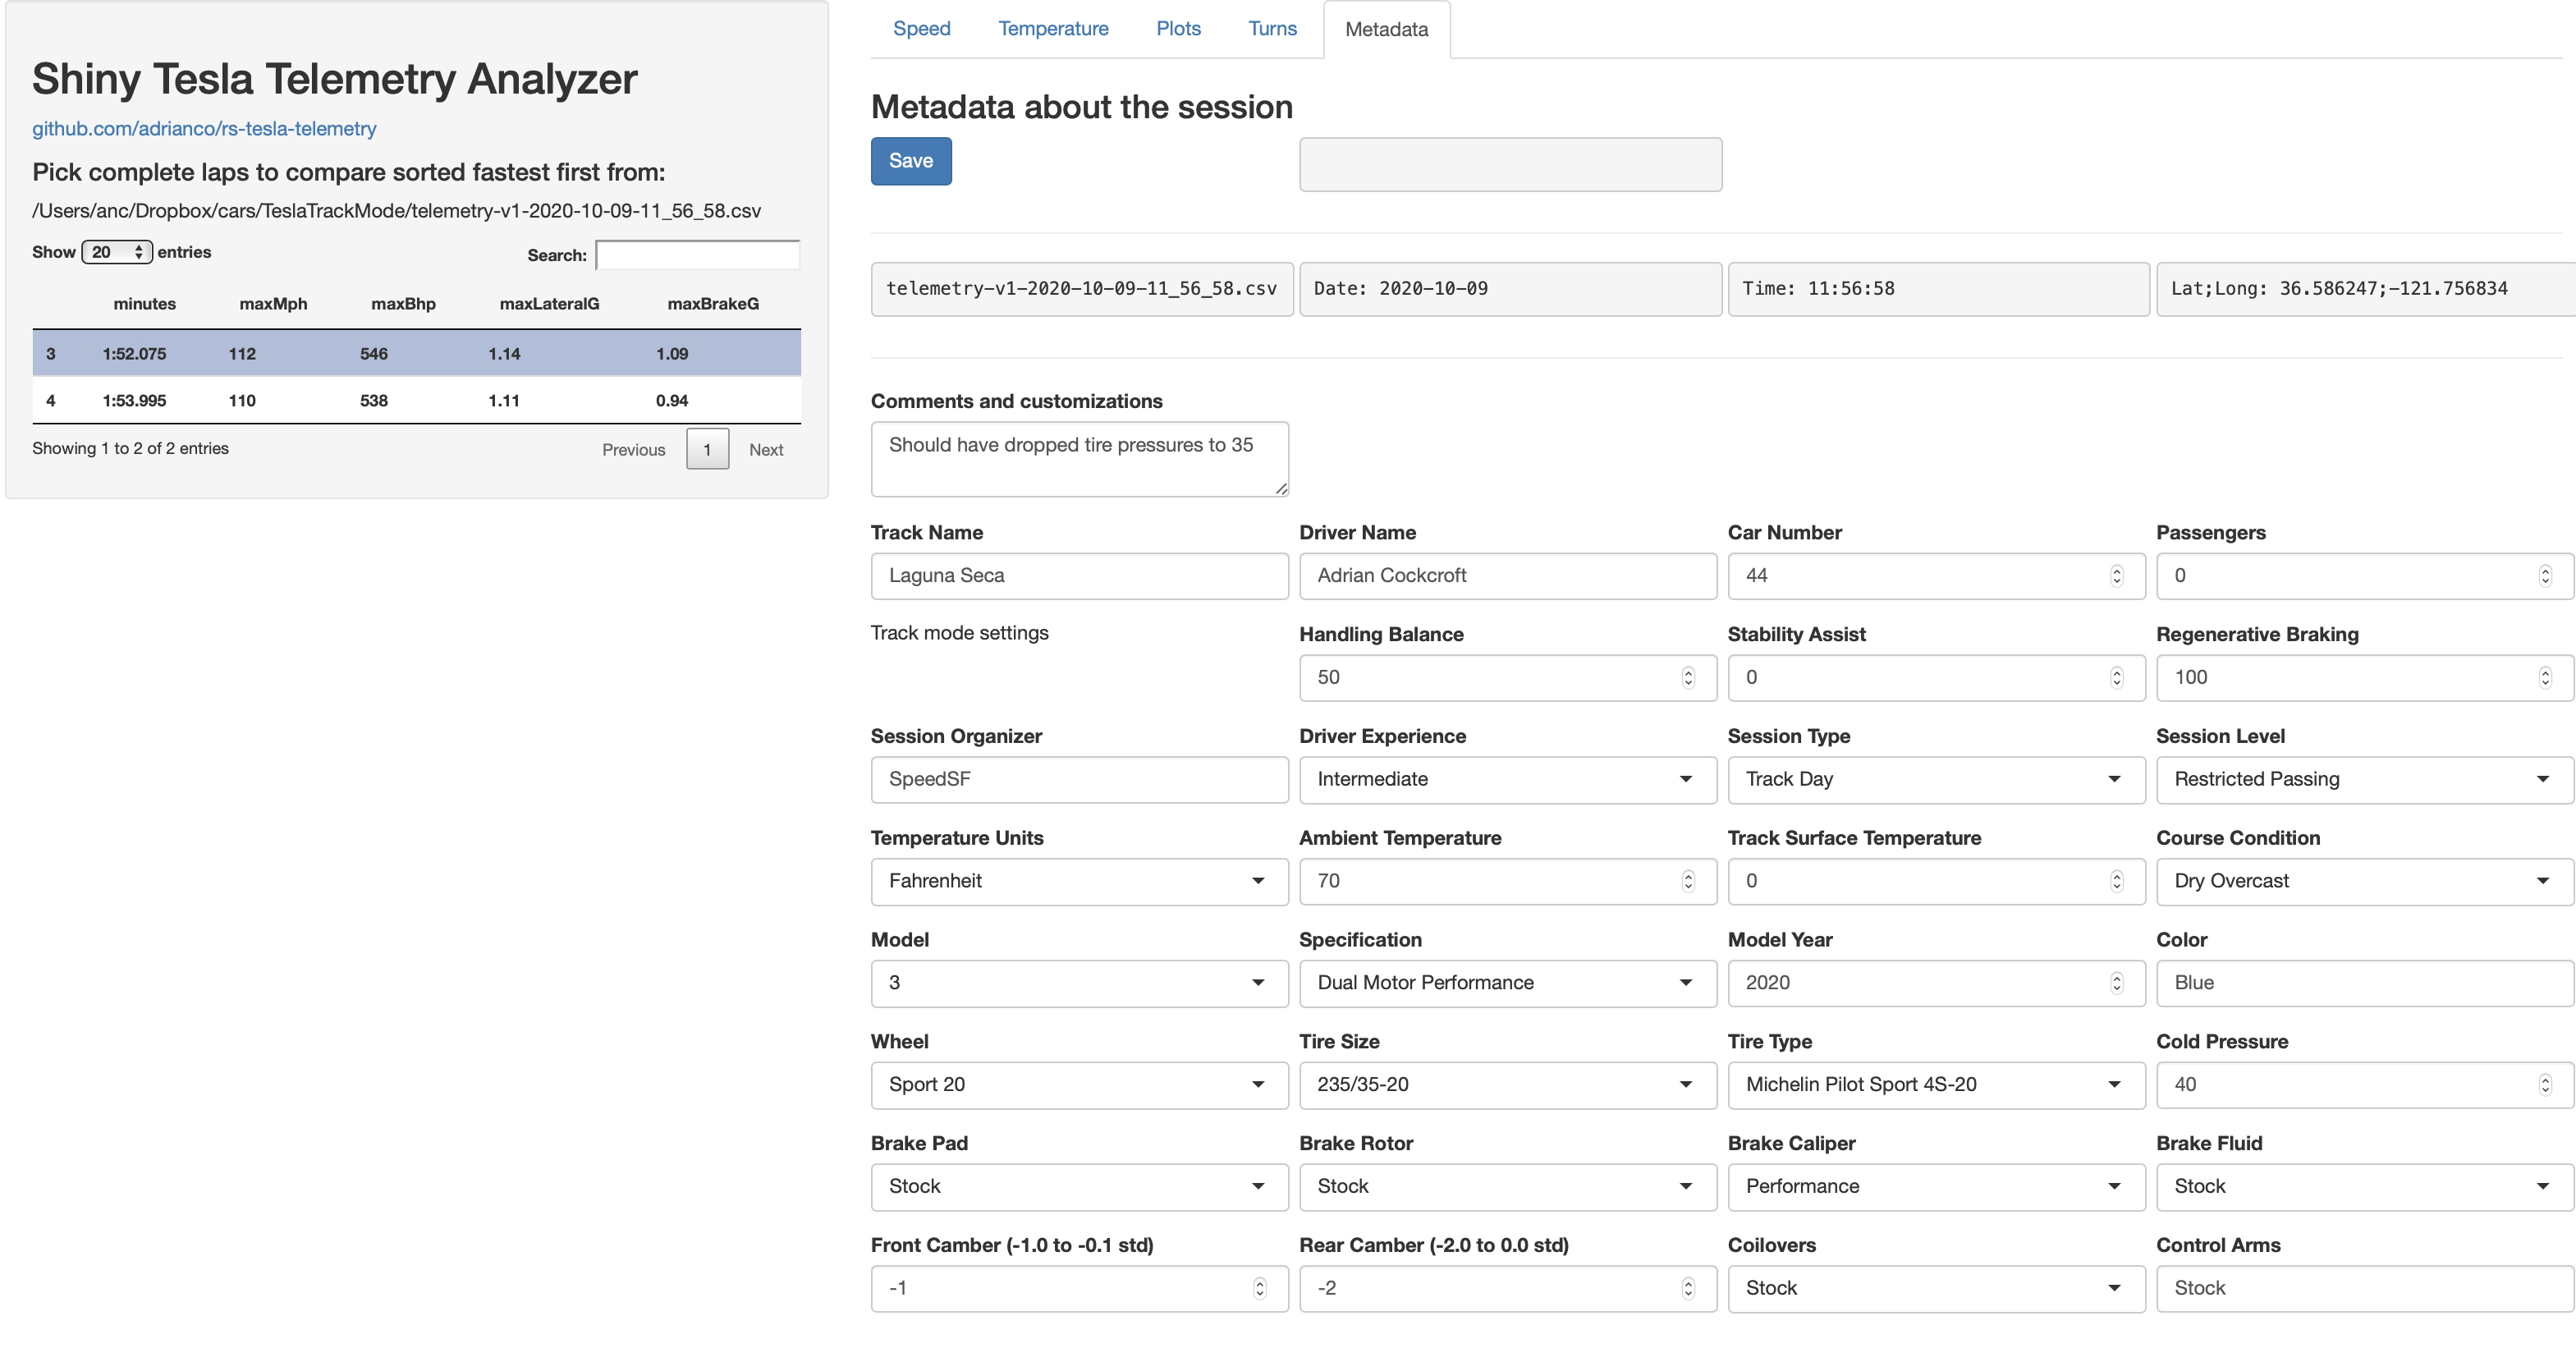 Shiny Tesla Telemetry Analyzer
github.com/adrianco/rs-tesla-telemetry
Pick complete laps to compare sorted fastest first from:
/Users/anc/Dropbox/cars/TeslaTrackMode/telemetry-v1-2020-10-09-11_56_58.csv
Show 20 entries Search:
minutes maxMph maxBhp maxLateralG maxBrakeG
3 1:52.075 112 546 1.14 1.09
4 1:53.995 110 538 1.11 0.94
Showing 1 to 2 of 2 entries Previous 1 Next
Speed Temperature Plots Turns Metadata
Metadata about the session
Save
telemetry-v1-2020-10-09-11_56_58.csv Date: 2020-10-09 Time: 11:56:58 Lat;Long: 36.586247;-121.756834
Comments and customizations
Should have dropped tire pressures to 35
Track Name Driver Name Car Number Passengers
Laguna Seca Adrian Cockcroft 44 0
Track mode settings Handling Balance Stability Assist Regenerative Braking
50 0 100
Session Organizer Driver Experience Session Type Session Level
SpeedSF Intermediate Track Day Restricted Passing
Temperature Units Ambient Temperature Track Surface Temperature Course Condition
Fahrenheit 70 0 Dry Overcast
Model Specification Model Year Color
3 Dual Motor Performance 2020 Blue
Wheel Tire Size Tire Type Cold Pressure
Sport 20 235/35-20 Michelin Pilot Sport 4S-20 40
Brake Pad Brake Rotor Brake Caliper Brake Fluid
Stock Stock Performance Stock
Front Camber (-1.0 to -0.1 std) Rear Camber (-2.0 to 0.0 std) Coilovers Control Arms
-1 -2 Stock Stock